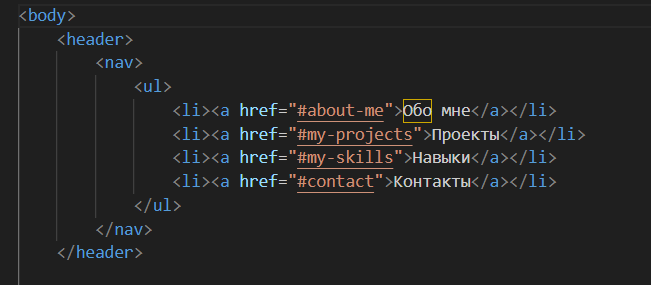 <body>
<header>
<nav>
<ul>
<li><a href="#about-me">Обо мне</a></li>
<li><a href="#my-projects">Проекты</a></li>
<li><a href="#my-skills">Навыки</a></li>
<li><a href="#contact">Контакты</a></li>
</ul>
</nav>
</header>